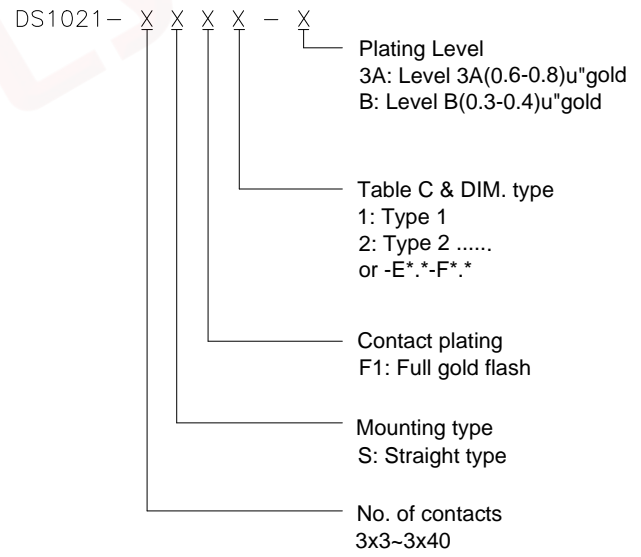 DS1021- X X X X - X
Plating Level
3A: Level 3A(0.6-0.8)u"gold
B: Level B(0.3-0.4)u"gold
Table C & DIM. type
1: Type 1
2: Type 2 ......
or -E*.*-F*.*
Contact plating
F1: Full gold flash
Mounting type
S: Straight type
No. of contacts
3x3~3x40